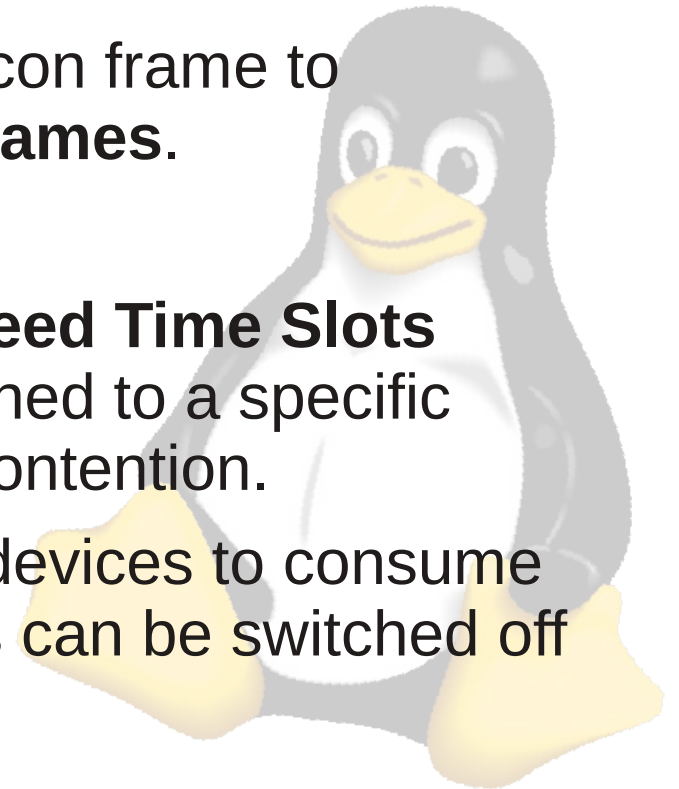 con frame to
ames.
eed Time Slots
ned to a specific
ontention.
devices to consume
s can be switched off